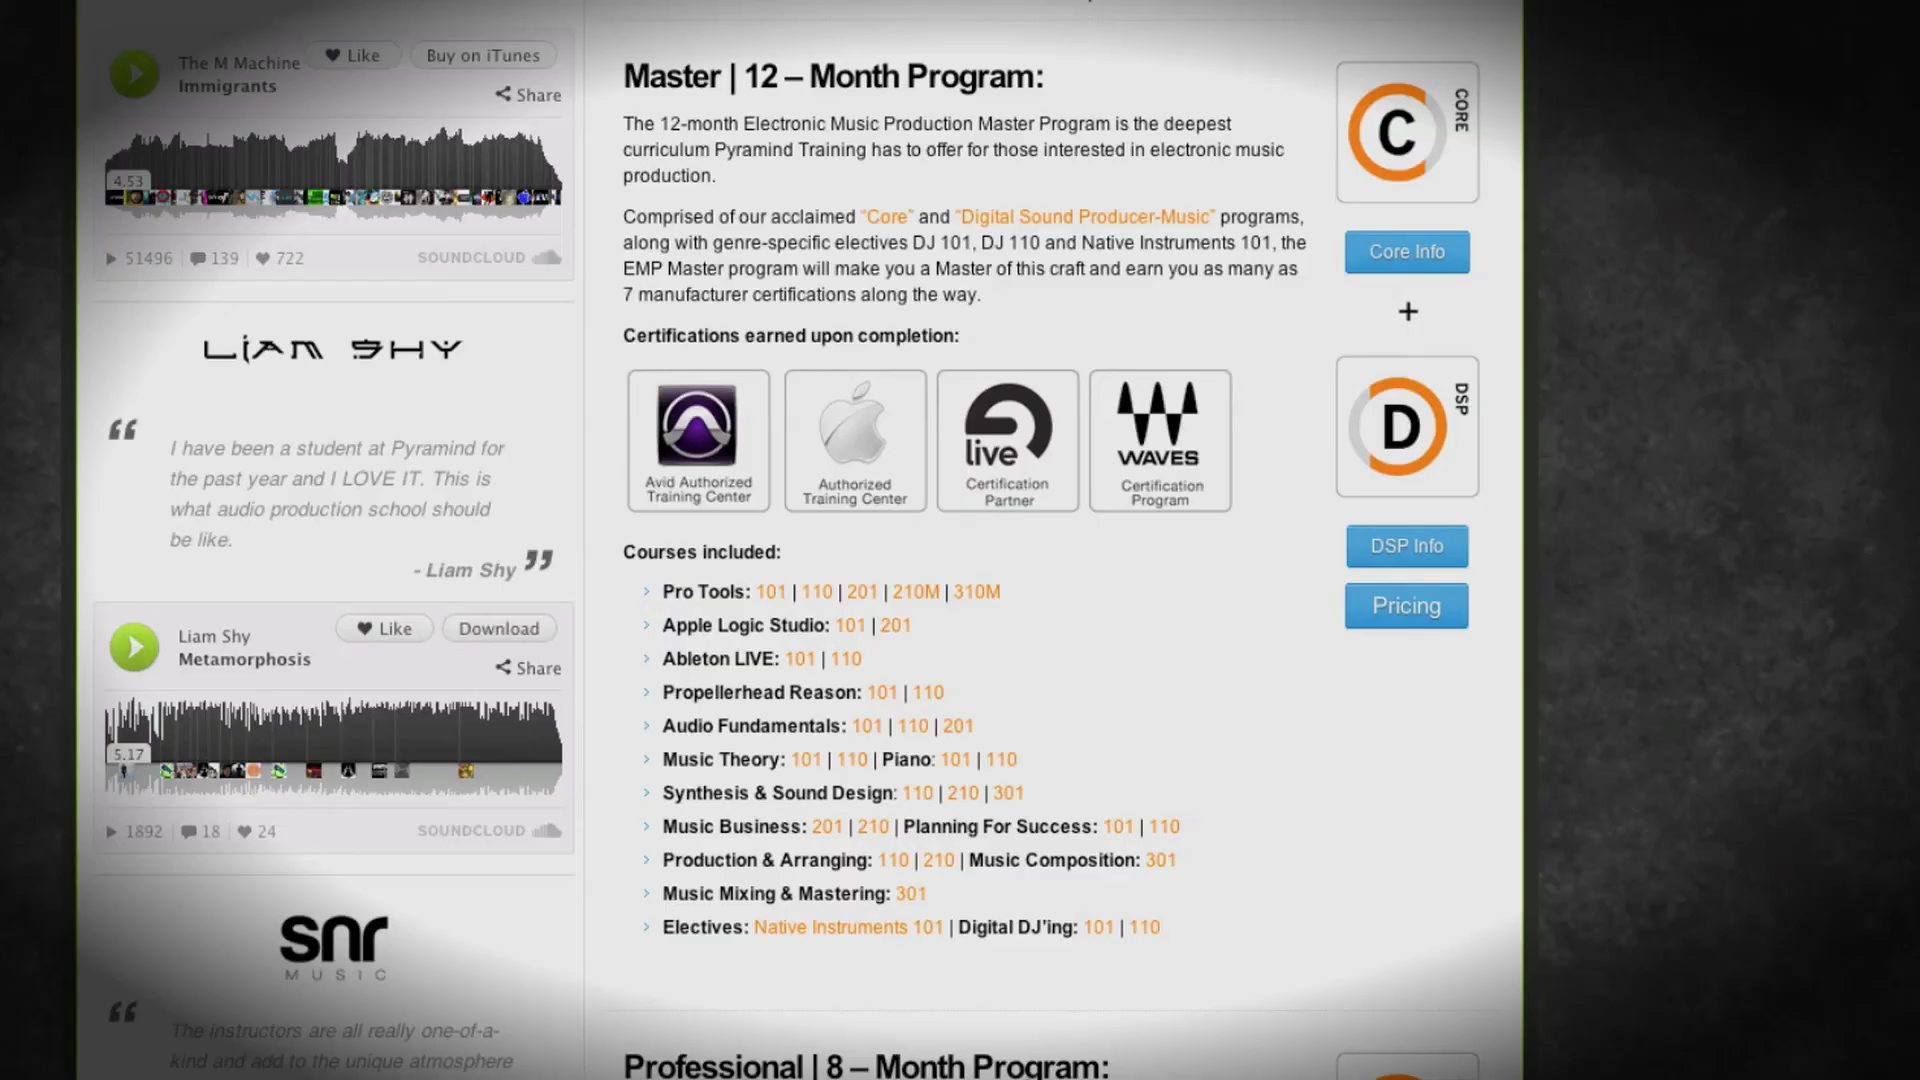 The M Machine
Immigrants
Like
Buy on iTunes
Share
4.53
51496
139
722
SOUNDCLOUD
LiAM SHY
“
I have been a student at Pyramind for
the past year and I LOVE IT. This is
what audio production school should
be like.
- Liam Shy
”
Liam Shy
Metamorphosis
Like
Download
Share
5.17
1892
18
24
SOUNDCLOUD
snr
MUSIC
“
The instructors are all really one-of-a-
kind and add to the unique atmosphere
Master | 12 – Month Program:
The 12-month Electronic Music Production Master Program is the deepest
curriculum Pyramind Training has to offer for those interested in electronic music
production.
Comprised of our acclaimed “Core” and “Digital Sound Producer-Music” programs,
along with genre-specific electives DJ 101, DJ 110 and Native Instruments 101, the
EMP Master program will make you a Master of this craft and earn you as many as
7 manufacturer certifications along the way.
Certifications earned upon completion:
Avid Authorized
Training Center
Authorized
Training Center
live
Certification
Partner
WAVES
Certification
Program
Courses included:
Pro Tools: 101 | 110 | 201 | 210M | 310M
Apple Logic Studio: 101 | 201
Ableton LIVE: 101 | 110
Propellerhead Reason: 101 | 110
Audio Fundamentals: 101 | 110 | 201
Music Theory: 101 | 110 | Piano: 101 | 110
Synthesis & Sound Design: 110 | 210 | 301
Music Business: 201 | 210 | Planning For Success: 101 | 110
Production & Arranging: 110 | 210 | Music Composition: 301
Music Mixing & Mastering: 301
Electives: Native Instruments 101 | Digital DJ’ing: 101 | 110
Professional | 8 – Month Program:
C
CORE
Core Info
+
D
DSP
DSP Info
Pricing